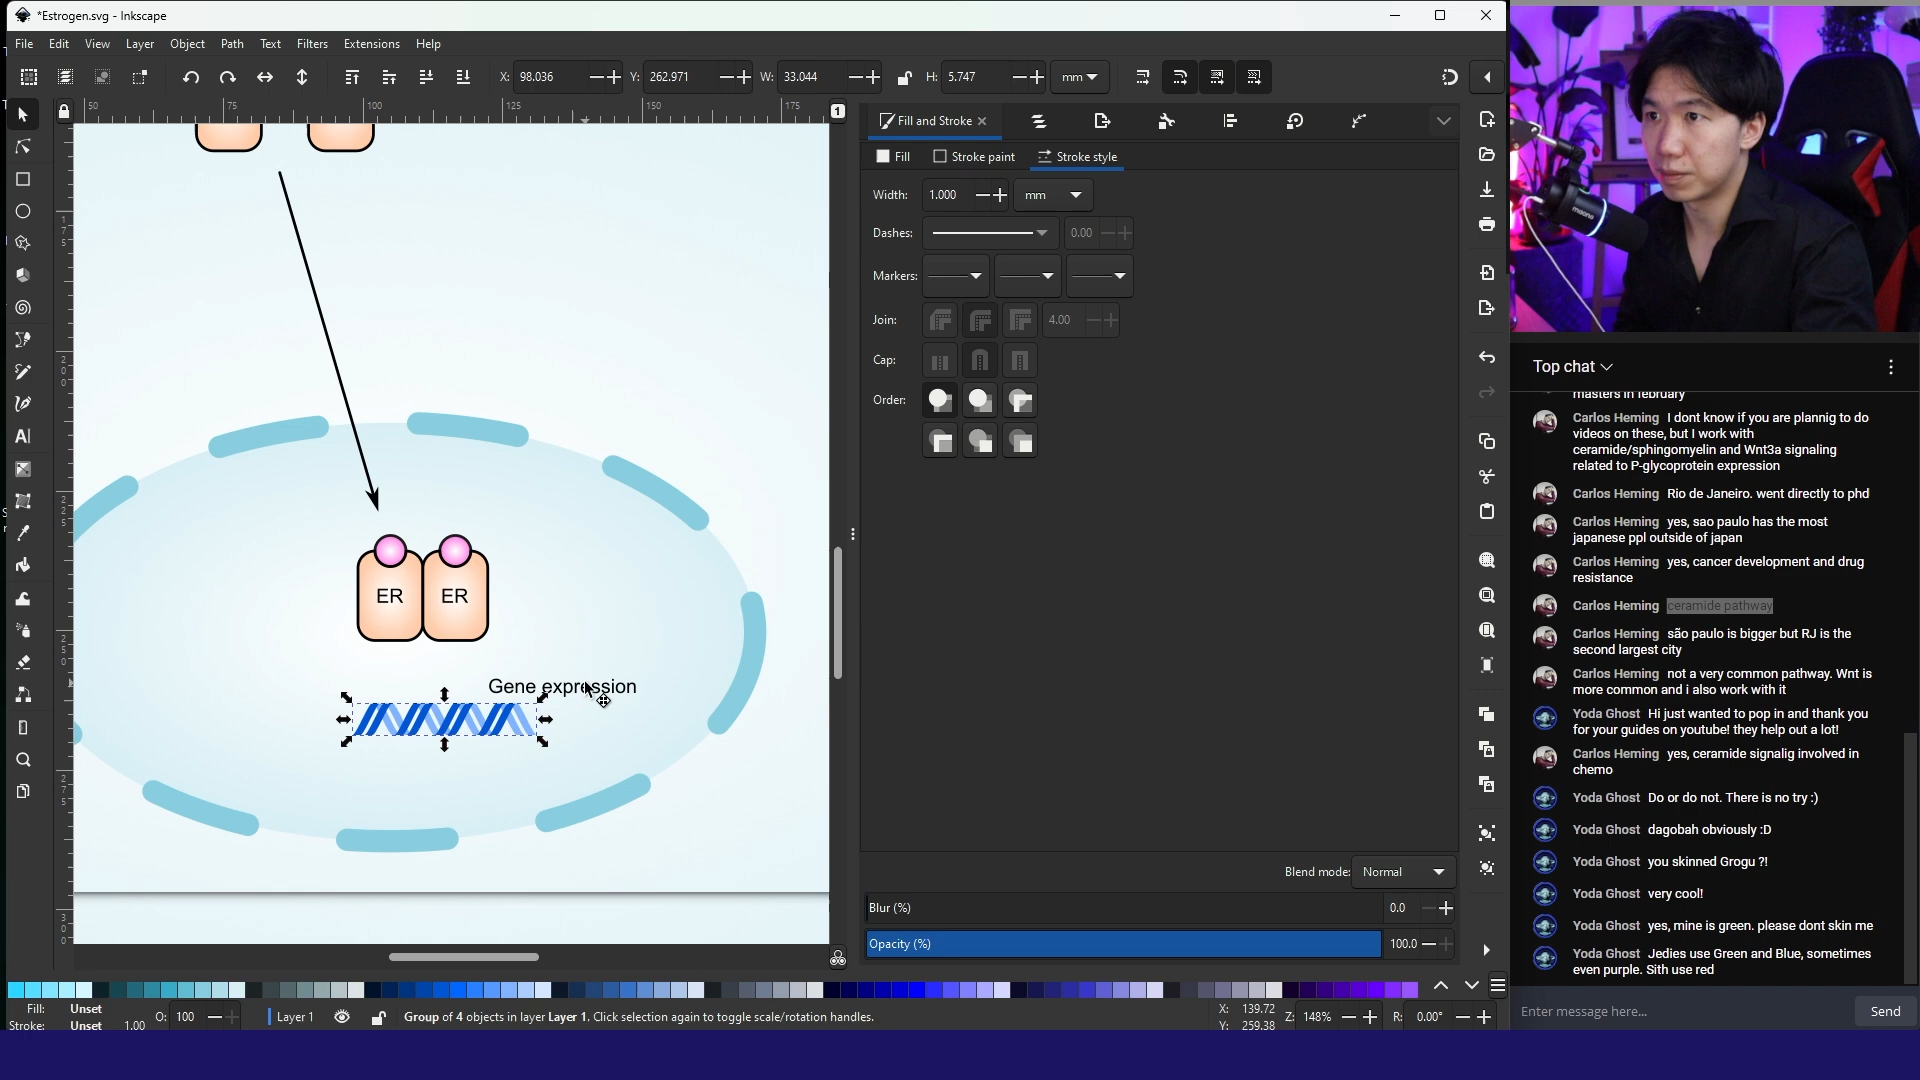 *Estrogen.svg - Inkscape
File Edit View Layer Object Path Text Filters Extensions Help
X: 98.036 Y: 262.971 W: 33.044 H: 5.747 mm
50 75 100 125 150 175
1
Fill and Stroke
Fill Stroke paint Stroke style
Width: 1.000 mm
Dashes: 0.00
Markers:
Join: 4.00
Cap:
Order:
ER ER
Gene expression
Blend mode: Normal
Blur (%) 0.0
Opacity (%) 100.0
Fill: Unset
Stroke: Unset 1.00
O: 100
Layer 1
Group of 4 objects in layer Layer 1. Click selection again to toggle scale/rotation handles.
X: 139.72
Y: 259.38
Z: 148% R: 0.00°
maono
Top chat
masters in february
Carlos Heming I dont know if you are plannig to do
videos on these, but I work with
ceramide/sphingomyelin and Wnt3a signaling
related to P-glycoprotein expression
Carlos Heming Rio de Janeiro. went directly to phd
Carlos Heming yes, sao paulo has the most
japanese ppl outside of japan
Carlos Heming yes, cancer development and drug
resistance
Carlos Heming ceramide pathway
Carlos Heming são paulo is bigger but RJ is the
second largest city
Carlos Heming not a very common pathway. Wnt is
more common and i also work with it
Yoda Ghost Hi just wanted to pop in and thank you
for your guides on youtube! they help out a lot!
Carlos Heming yes, ceramide signalig involved in
chemo
Yoda Ghost Do or do not. There is no try :)
Yoda Ghost dagobah obviously :D
Yoda Ghost you skinned Grogu ?!
Yoda Ghost very cool!
Yoda Ghost yes, mine is green. please dont skin me
Yoda Ghost Jedies use Green and Blue, sometimes
even purple. Sith use red
Enter message here...
Send